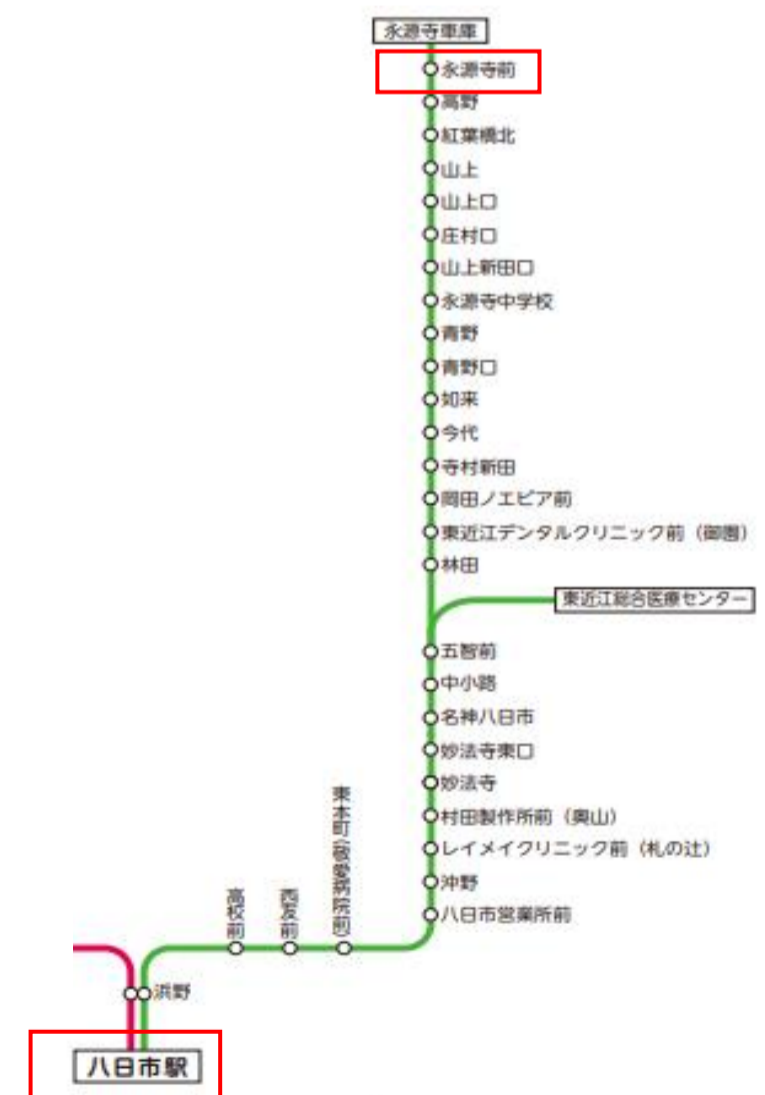 永源寺車庫
永源寺前
高野
紅葉橋北
山上
山上口
庄村口
山上新田口
永源寺中学校
青野
青野口
如来
今代
寺村新田
岡田ノエビア前
東近江デンタルクリニック前（御園）
林田
東近江総合医療センター
五智前
中小路
名神八日市
妙法寺東口
妙法寺
村田製作所前（奥山）
レイメイクリニック前（札の辻）
沖野
八日市営業所前
東本町（敬愛病院前）
西友前
高校前
浜野
八日市駅